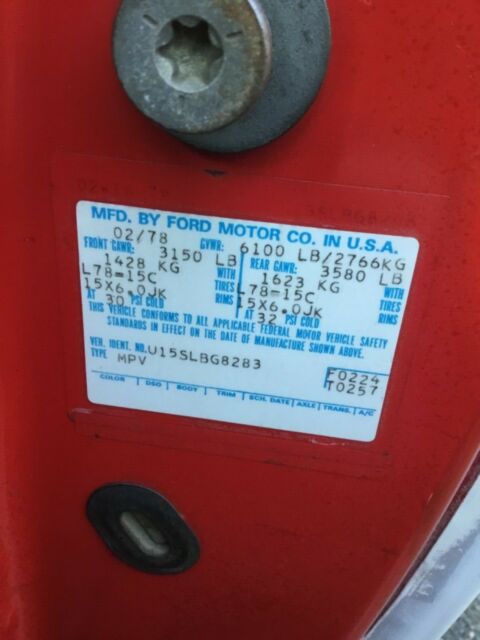 MFD. BY FORD MOTOR CO. IN U.S.A.
02/78 GVWR: 6100 LB/2766KG
FRONT GAWR: 3150 LB REAR GAWR: 3580 LB
1428 KG WITH 1623 KG WITH
L78-15C TIRES L78-15C TIRES
15X6.0JK RIMS 15X6.0JK RIMS
AT 30 PSI COLD AT 32 PSI COLD
THIS VEHICLE CONFORMS TO ALL APPLICABLE FEDERAL MOTOR VEHICLE SAFETY
STANDARDS IN EFFECT ON THE DATE OF MANUFACTURE SHOWN ABOVE.
VEH. IDENT. NO. U15SLBG8283
TYPE MPV
F0224
T0257
COLOR DSO BODY TRIM SCH. DATE AXLE TRANS. A/C